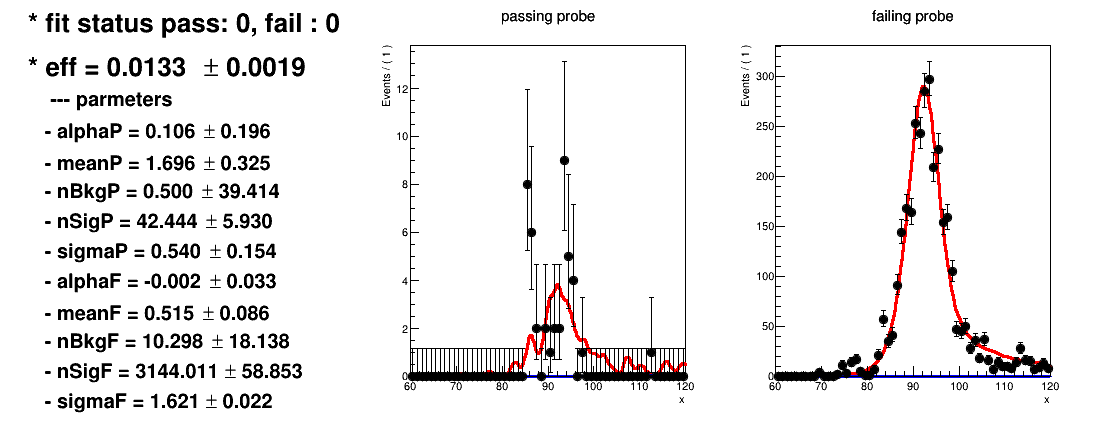 * fit status pass: 0, fail : 0
* eff = 0.0133 ± 0.0019
--- parmeters
- alphaP = 0.106 ± 0.196
- meanP = 1.696 ± 0.325
- nBkgP = 0.500 ± 39.414
- nSigP = 42.444 ± 5.930
- sigmaP = 0.540 ± 0.154
- alphaF = -0.002 ± 0.033
- meanF = 0.515 ± 0.086
- nBkgF = 10.298 ± 18.138
- nSigF = 3144.011 ± 58.853
- sigmaF = 1.621 ± 0.022
passing probe
Events / ( 1 )
12
10
8
6
4
2
0
60 70 80 90 100 110 120
x
failing probe
Events / ( 1 )
300
250
200
150
100
50
0
60 70 80 90 100 110 120
x